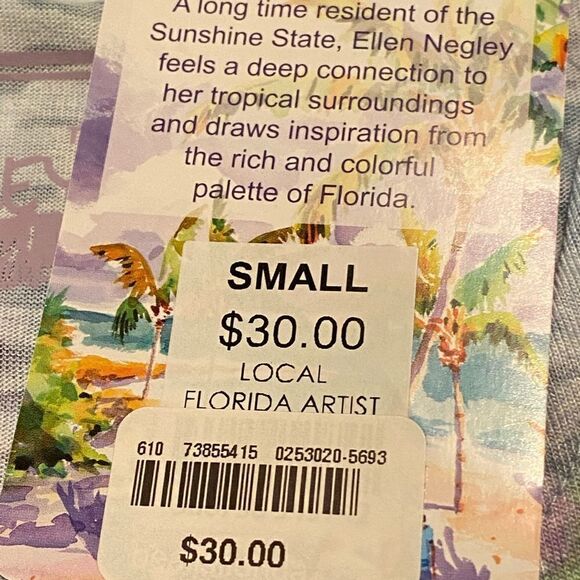 A long time resident of the
Sunshine State, Ellen Negley
feels a deep connection to
her tropical surroundings
and draws inspiration from
the rich and colorful
palette of Florida.
SMALL
$30.00
LOCAL
FLORIDA ARTIST
610 73855415 0253020-5693
$30.00